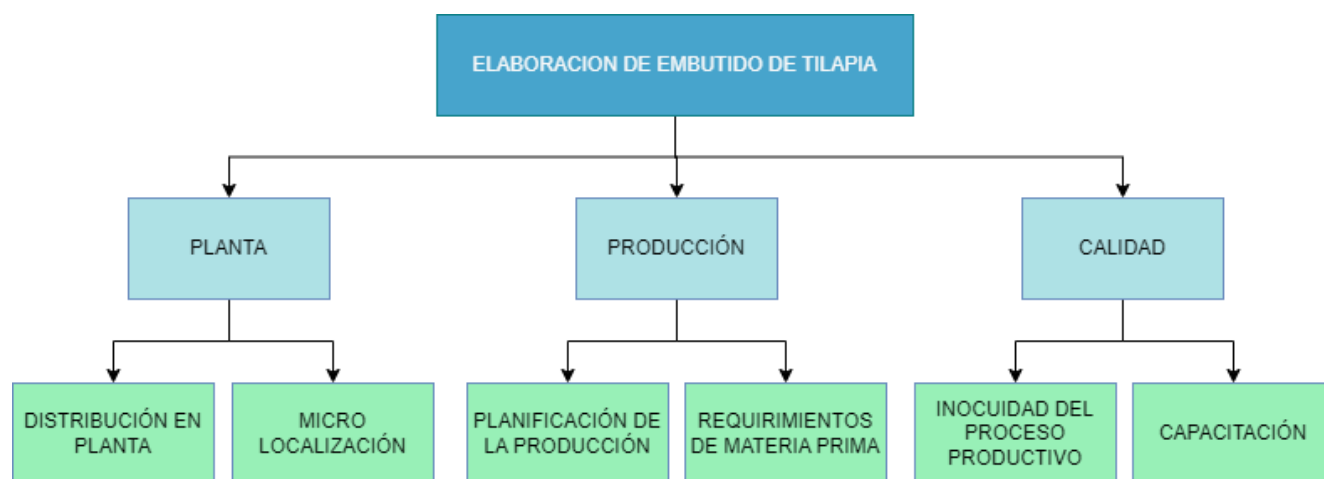 ELABORACION DE EMBUTIDO DE TILAPIA
PLANTA
PRODUCCIÓN
CALIDAD
DISTRIBUCIÓN EN
PLANTA
MICRO
LOCALIZACIÓN
PLANIFICACIÓN DE
LA PRODUCCIÓN
REQUIRIMIENTOS
DE MATERIA PRIMA
INOCUIDAD DEL
PROCESO
PRODUCTIVO
CAPACITACIÓN